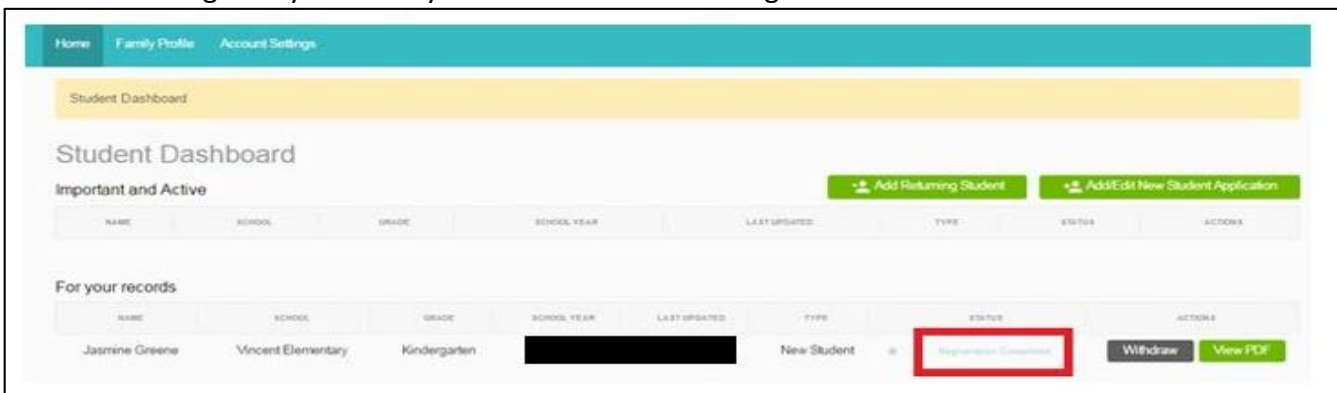 Home Family Profile Account Settings
Student Dashboard
Student Dashboard
Important and Active
Add Returning Student Add/Edit New Student Application
NAME SCHOOL GRADE SCHOOL YEAR LAST UPDATED TYPE STATUS ACTIONS
For your records
NAME SCHOOL GRADE SCHOOL YEAR LAST UPDATED TYPE STATUS ACTIONS
Jasmine Greene Vincent Elementary Kindergarten New Student Registration Completed Withdraw View PDF